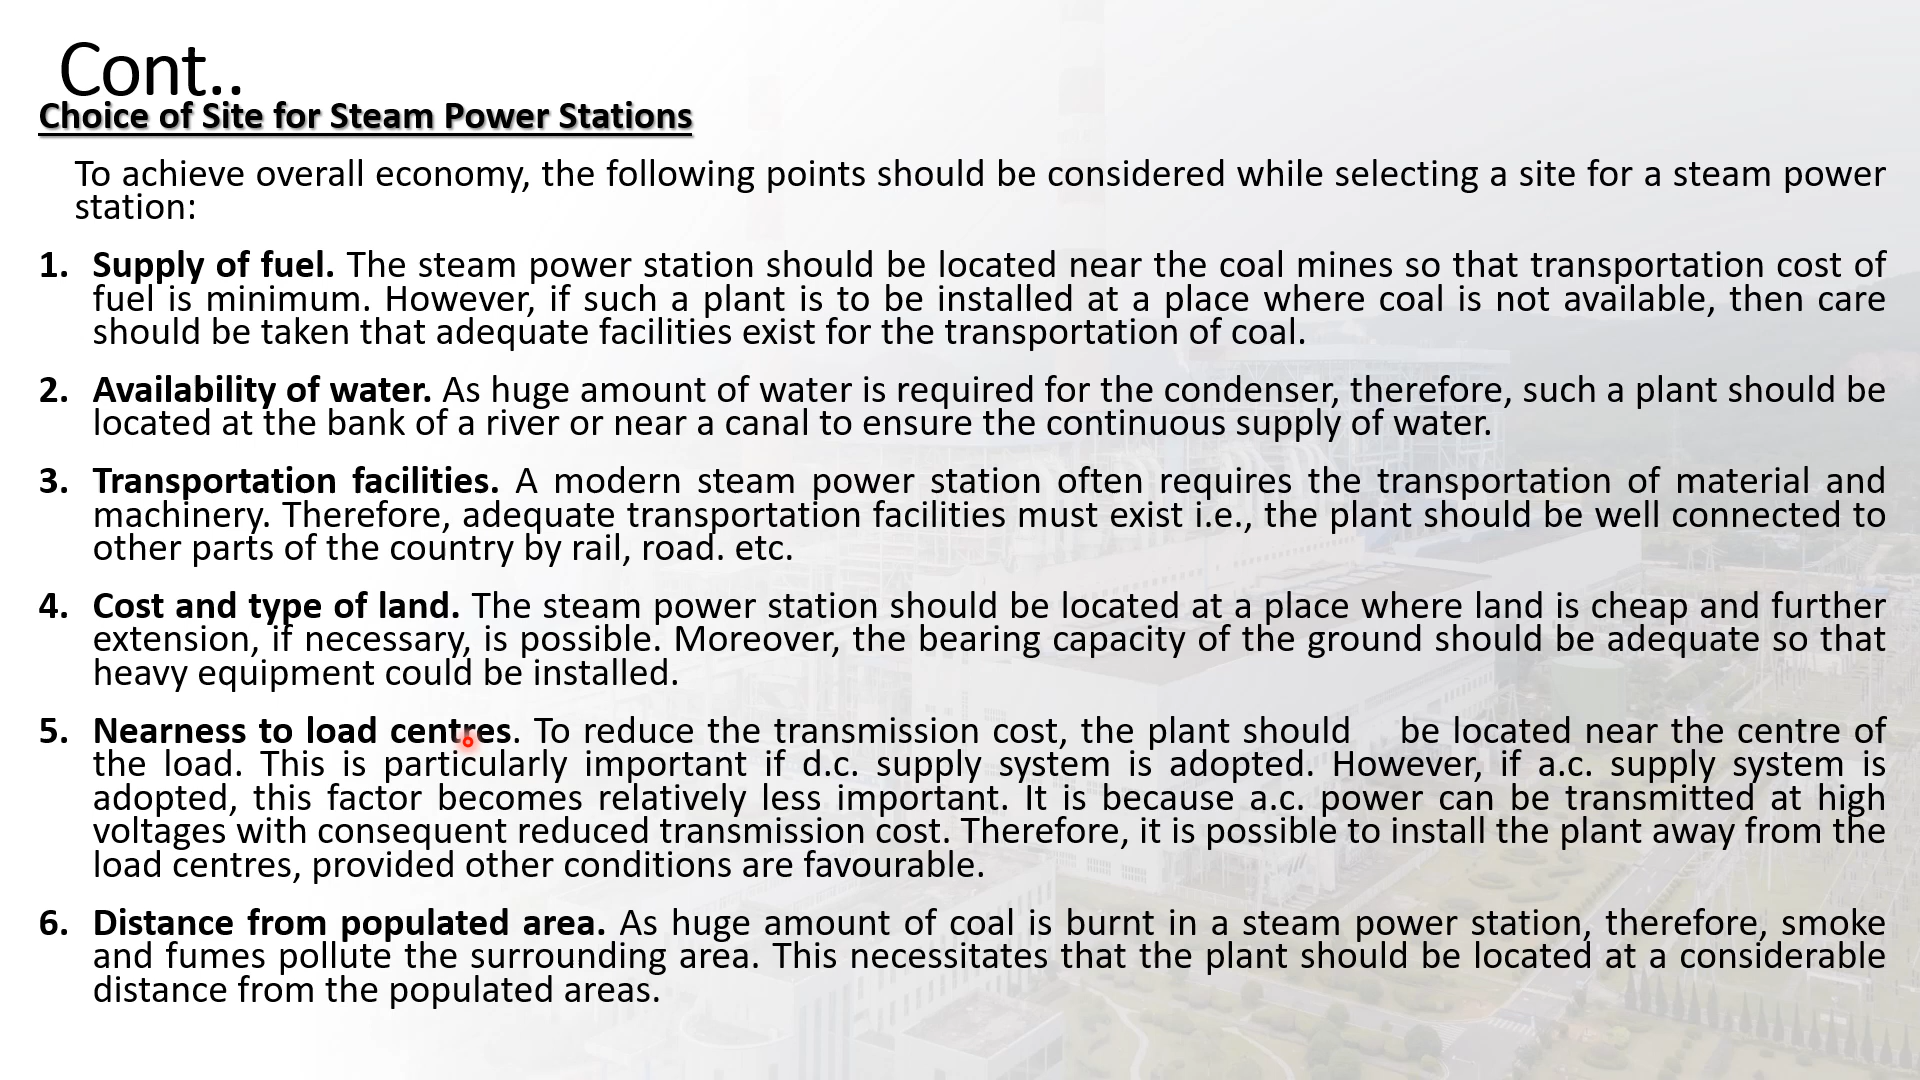 Cont..
Choice of Site for Steam Power Stations
To achieve overall economy, the following points should be considered while selecting a site for a steam power
station:
1. Supply of fuel. The steam power station should be located near the coal mines so that transportation cost of
fuel is minimum. However, if such a plant is to be installed at a place where coal is not available, then care
should be taken that adequate facilities exist for the transportation of coal.
2. Availability of water. As huge amount of water is required for the condenser, therefore, such a plant should be
located at the bank of a river or near a canal to ensure the continuous supply of water.
3. Transportation facilities. A modern steam power station often requires the transportation of material and
machinery. Therefore, adequate transportation facilities must exist i.e., the plant should be well connected to
other parts of the country by rail, road. etc.
4. Cost and type of land. The steam power station should be located at a place where land is cheap and further
extension, if necessary, is possible. Moreover, the bearing capacity of the ground should be adequate so that
heavy equipment could be installed.
5. Nearness to load centres. To reduce the transmission cost, the plant should be located near the centre of
the load. This is particularly important if d.c. supply system is adopted. However, if a.c. supply system is
adopted, this factor becomes relatively less important. It is because a.c. power can be transmitted at high
voltages with consequent reduced transmission cost. Therefore, it is possible to install the plant away from the
load centres, provided other conditions are favourable.
6. Distance from populated area. As huge amount of coal is burnt in a steam power station, therefore, smoke
and fumes pollute the surrounding area. This necessitates that the plant should be located at a considerable
distance from the populated areas.